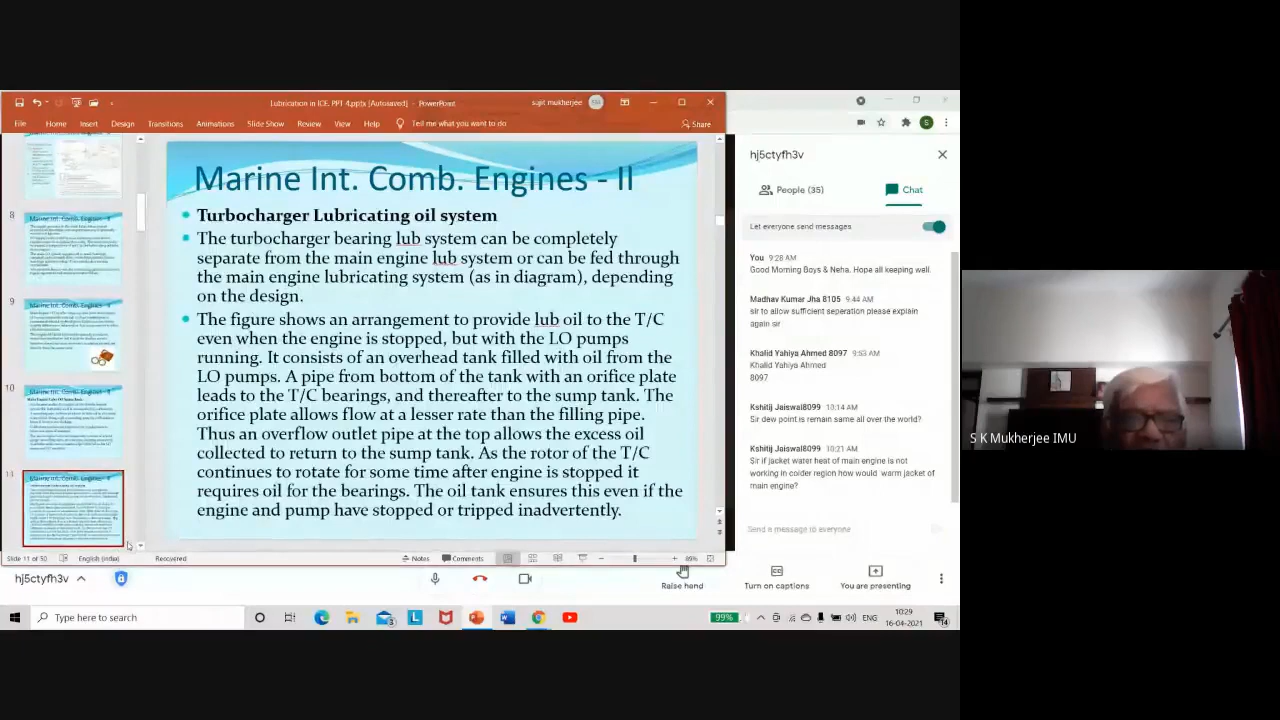 Lubrication in ICE. PPT 4.pptx [Autosaved] - PowerPoint
sujit mukherjee
File Home Insert Design Transitions Animations Slide Show Review View Help Tell me what you want to do Share
8
9
10
11
Marine Int. Comb. Engines - II
Turbocharger Lubricating oil system
The turbocharger bearing lub system can be completely
separate from the main engine lub system or can be fed through
the main engine lubricating system (as in diagram), depending
on the design.
The figure shows an arrangement to provide lub oil to the T/C
even when the engine is stopped, but with the LO pumps
running. It consists of an overhead tank filled with oil from the
LO pumps. A pipe from bottom of the tank with an orifice plate
leads to the T/C bearings, and thereafter to the sump tank. The
orifice plate allows flow at a lesser rate than the filling pipe.
Thus an overflow outlet pipe at the top allows the excess oil
collected to return to the sump tank. As the rotor of the T/C
continues to rotate for some time after engine is stopped it
requires oil for the bearings. The oil tank ensures this even if the
engine and pump have stopped or tripped inadvertently.
Slide 11 of 50 English (India) Recovered Notes Comments 89%
hj5ctyfh3v
People (35) Chat
Let everyone send messages
You 9:28 AM
Good Morning Boys & Neha. Hope all keeping well.
Madhav Kumar Jha 8105 9:44 AM
sir to allow sufficient seperation please explain
again sir
Khalid Yahiya Ahmed 8097 9:53 AM
Khalid Yahiya Ahmed
8097
Kshitij Jaiswal8099 10:14 AM
Sir dew point is remain same all over the world?
Kshitij Jaiswal8099 10:21 AM
Sir if jacket water heat of main engine is not
working in colder region how would warm jacket of
main engine?
Send a message to everyone
hj5ctyfh3v
Raise hand Turn on captions You are presenting
Type here to search
99% ENG 10:29
16-04-2021
S K Mukherjee IMU